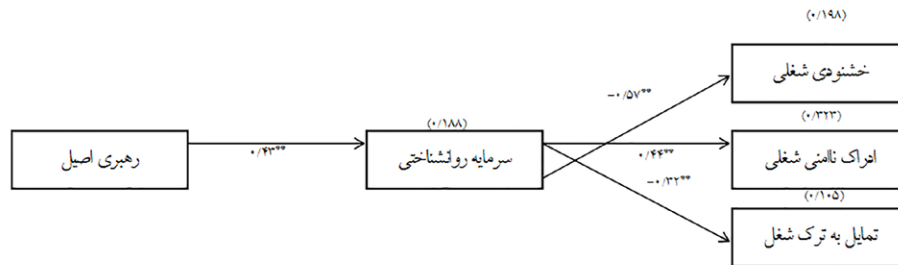 (۰/۱۹۸)
خشنودی شغلی
-۰/۵۷**
(۰/۳۲۳)
(۰/۱۸۸)
رهبری اصیل
۰/۴۳**
سرمایه روانشناختی
۰/۴۴**
ادراک ناامنی شغلی
-۰/۳۲**
(۰/۱۰۵)
تمایل به ترک شغل